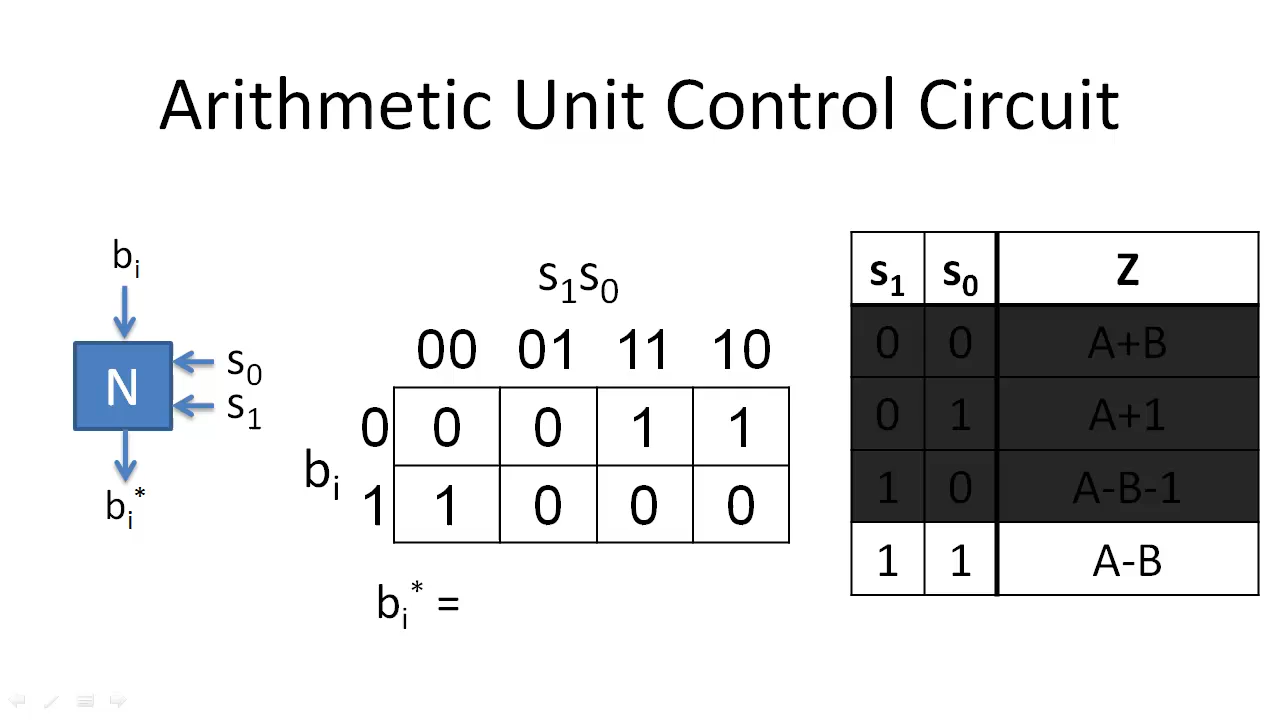 Arithmetic Unit Control Circuit
bi
N
s0
s1
bi*
s1s0
00 01 11 10
bi
0 0 0 1 1
1 1 0 0 0
bi* =
s1 s0 Z
0 0 A+B
0 1 A+1
1 0 A-B-1
1 1 A-B